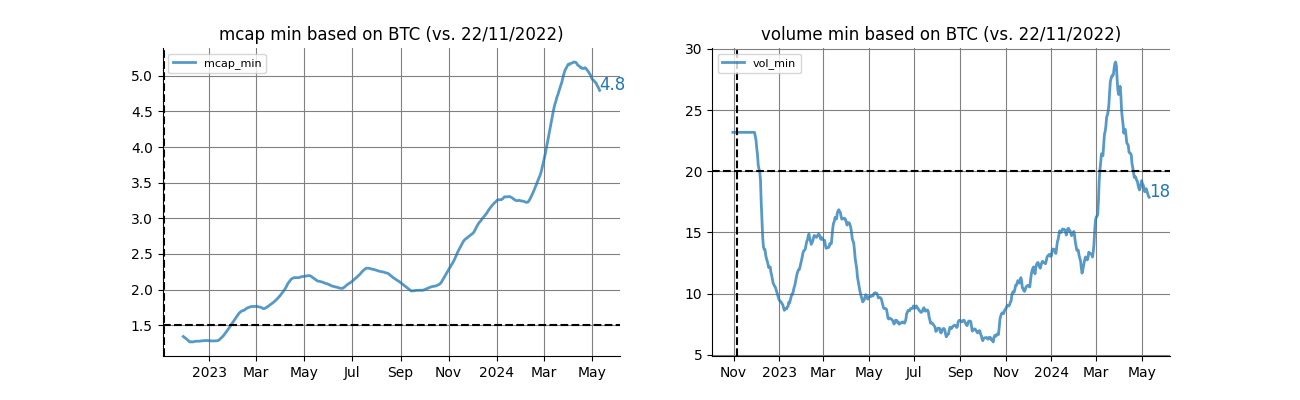 mcap min based on BTC (vs. 22/11/2022)
mcap_min
5.0
4.5
4.0
3.5
3.0
2.5
2.0
1.5
4.8
2023 Mar May Jul Sep Nov 2024 Mar May
volume min based on BTC (vs. 22/11/2022)
vol_min
30
25
20
15
10
5
18
Nov 2023 Mar May Jul Sep Nov 2024 Mar May